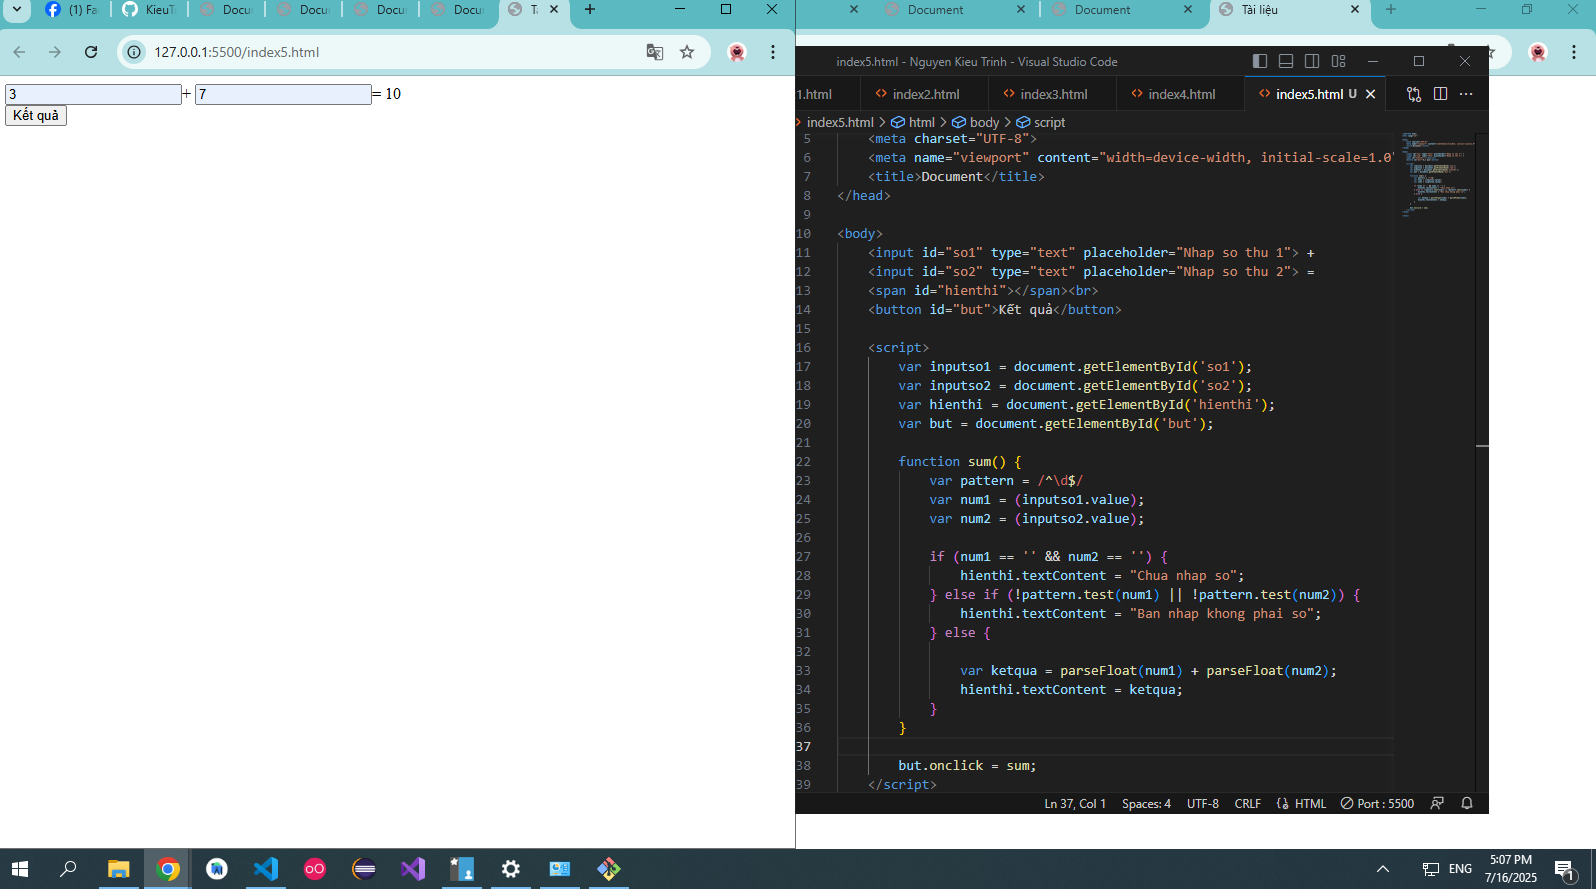 (1) Fa
KieuT
Docu
Docu
Docu
Docu
Tà
127.0.0.1:5500/index5.html
3 + 7 = 10
Kết quả
Document
Document
Tài liệu
index5.html - Nguyen Kieu Trinh - Visual Studio Code
1.html
index2.html
index3.html
index4.html
index5.html U
index5.html > html > body > script
5 <meta charset="UTF-8">
6 <meta name="viewport" content="width=device-width, initial-scale=1.0"
7 <title>Document</title>
8 </head>
9
10 <body>
11 <input id="so1" type="text" placeholder="Nhap so thu 1"> +
12 <input id="so2" type="text" placeholder="Nhap so thu 2"> =
13 <span id="hienthi"></span><br>
14 <button id="but">Kết quả</button>
15
16 <script>
17 var inputso1 = document.getElementById('so1');
18 var inputso2 = document.getElementById('so2');
19 var hienthi = document.getElementById('hienthi');
20 var but = document.getElementById('but');
21
22 function sum() {
23 var pattern = /^\d$/
24 var num1 = (inputso1.value);
25 var num2 = (inputso2.value);
26
27 if (num1 == '' && num2 == '') {
28 hienthi.textContent = "Chua nhap so";
29 } else if (!pattern.test(num1) || !pattern.test(num2)) {
30 hienthi.textContent = "Ban nhap khong phai so";
31 } else {
32
33 var ketqua = parseFloat(num1) + parseFloat(num2);
34 hienthi.textContent = ketqua;
35 }
36 }
37
38 but.onclick = sum;
39 </script>
Ln 37, Col 1 Spaces: 4 UTF-8 CRLF HTML Port : 5500
ENG
5:07 PM
7/16/2025
1